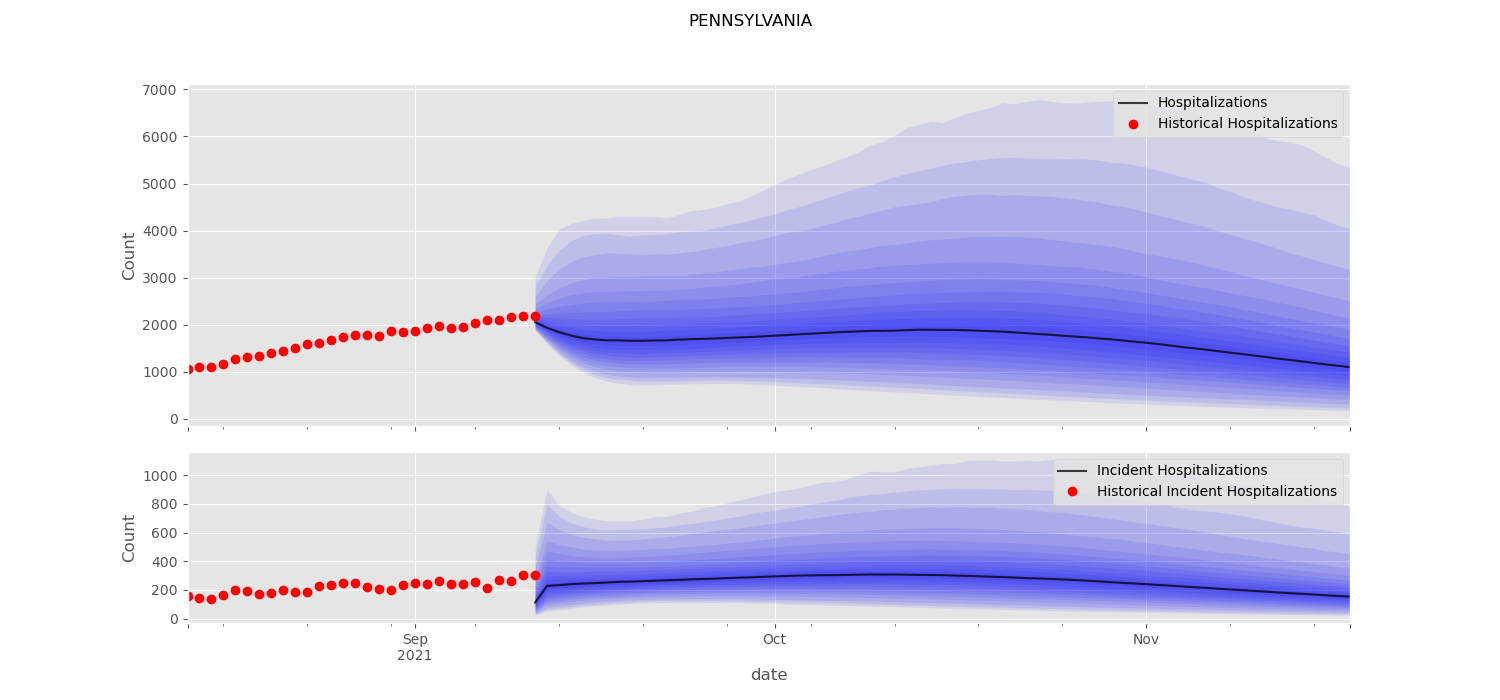 PENNSYLVANIA
7000
6000
5000
4000
3000
2000
1000
0
Count
Hospitalizations
Historical Hospitalizations
1000
800
600
400
200
0
Count
Incident Hospitalizations
Historical Incident Hospitalizations
Sep
2021
Oct
Nov
date